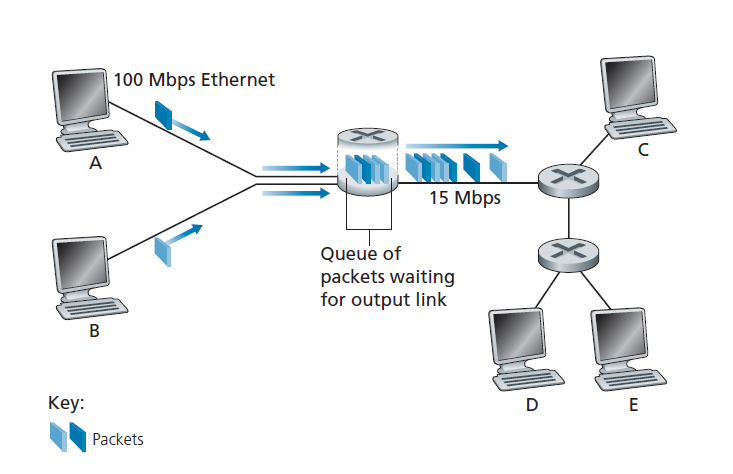 100 Mbps Ethernet
A
C
15 Mbps
Queue of
packets waiting
for output link
B
D
E
Key:
Packets